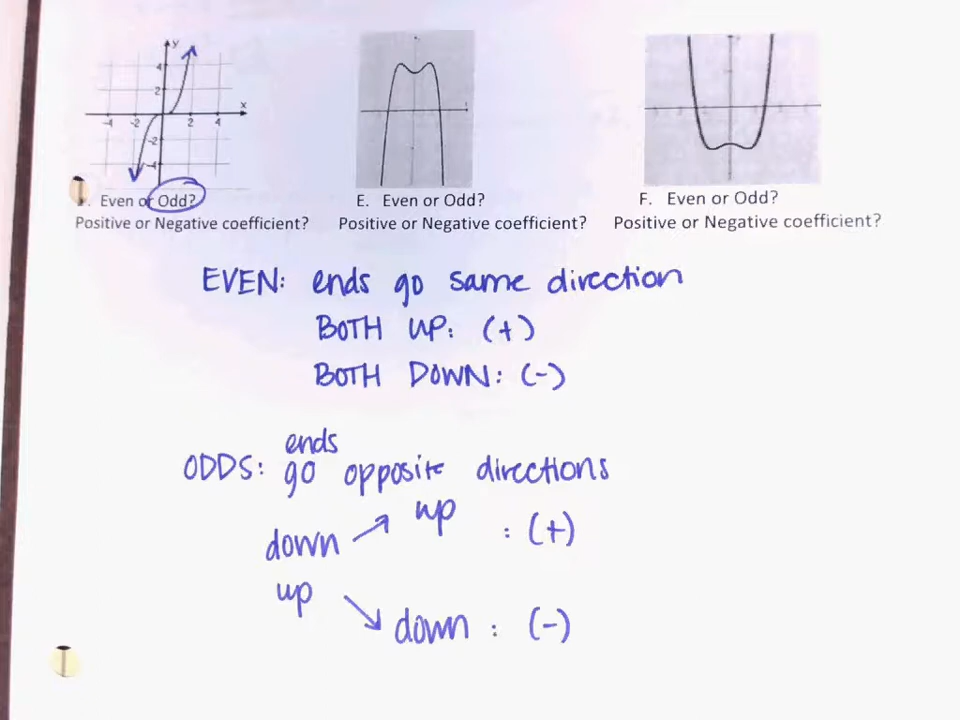 y
4
2
x
-4 -2 2 4
-2
-4
. Even or Odd? E. Even or Odd? F. Even or Odd?
Positive or Negative coefficient? Positive or Negative coefficient? Positive or Negative coefficient?
EVEN: ends go same direction
BOTH UP: (+)
BOTH DOWN: (-)
ends
ODDS: go opposite directions
down up : (+)
up down : (-)